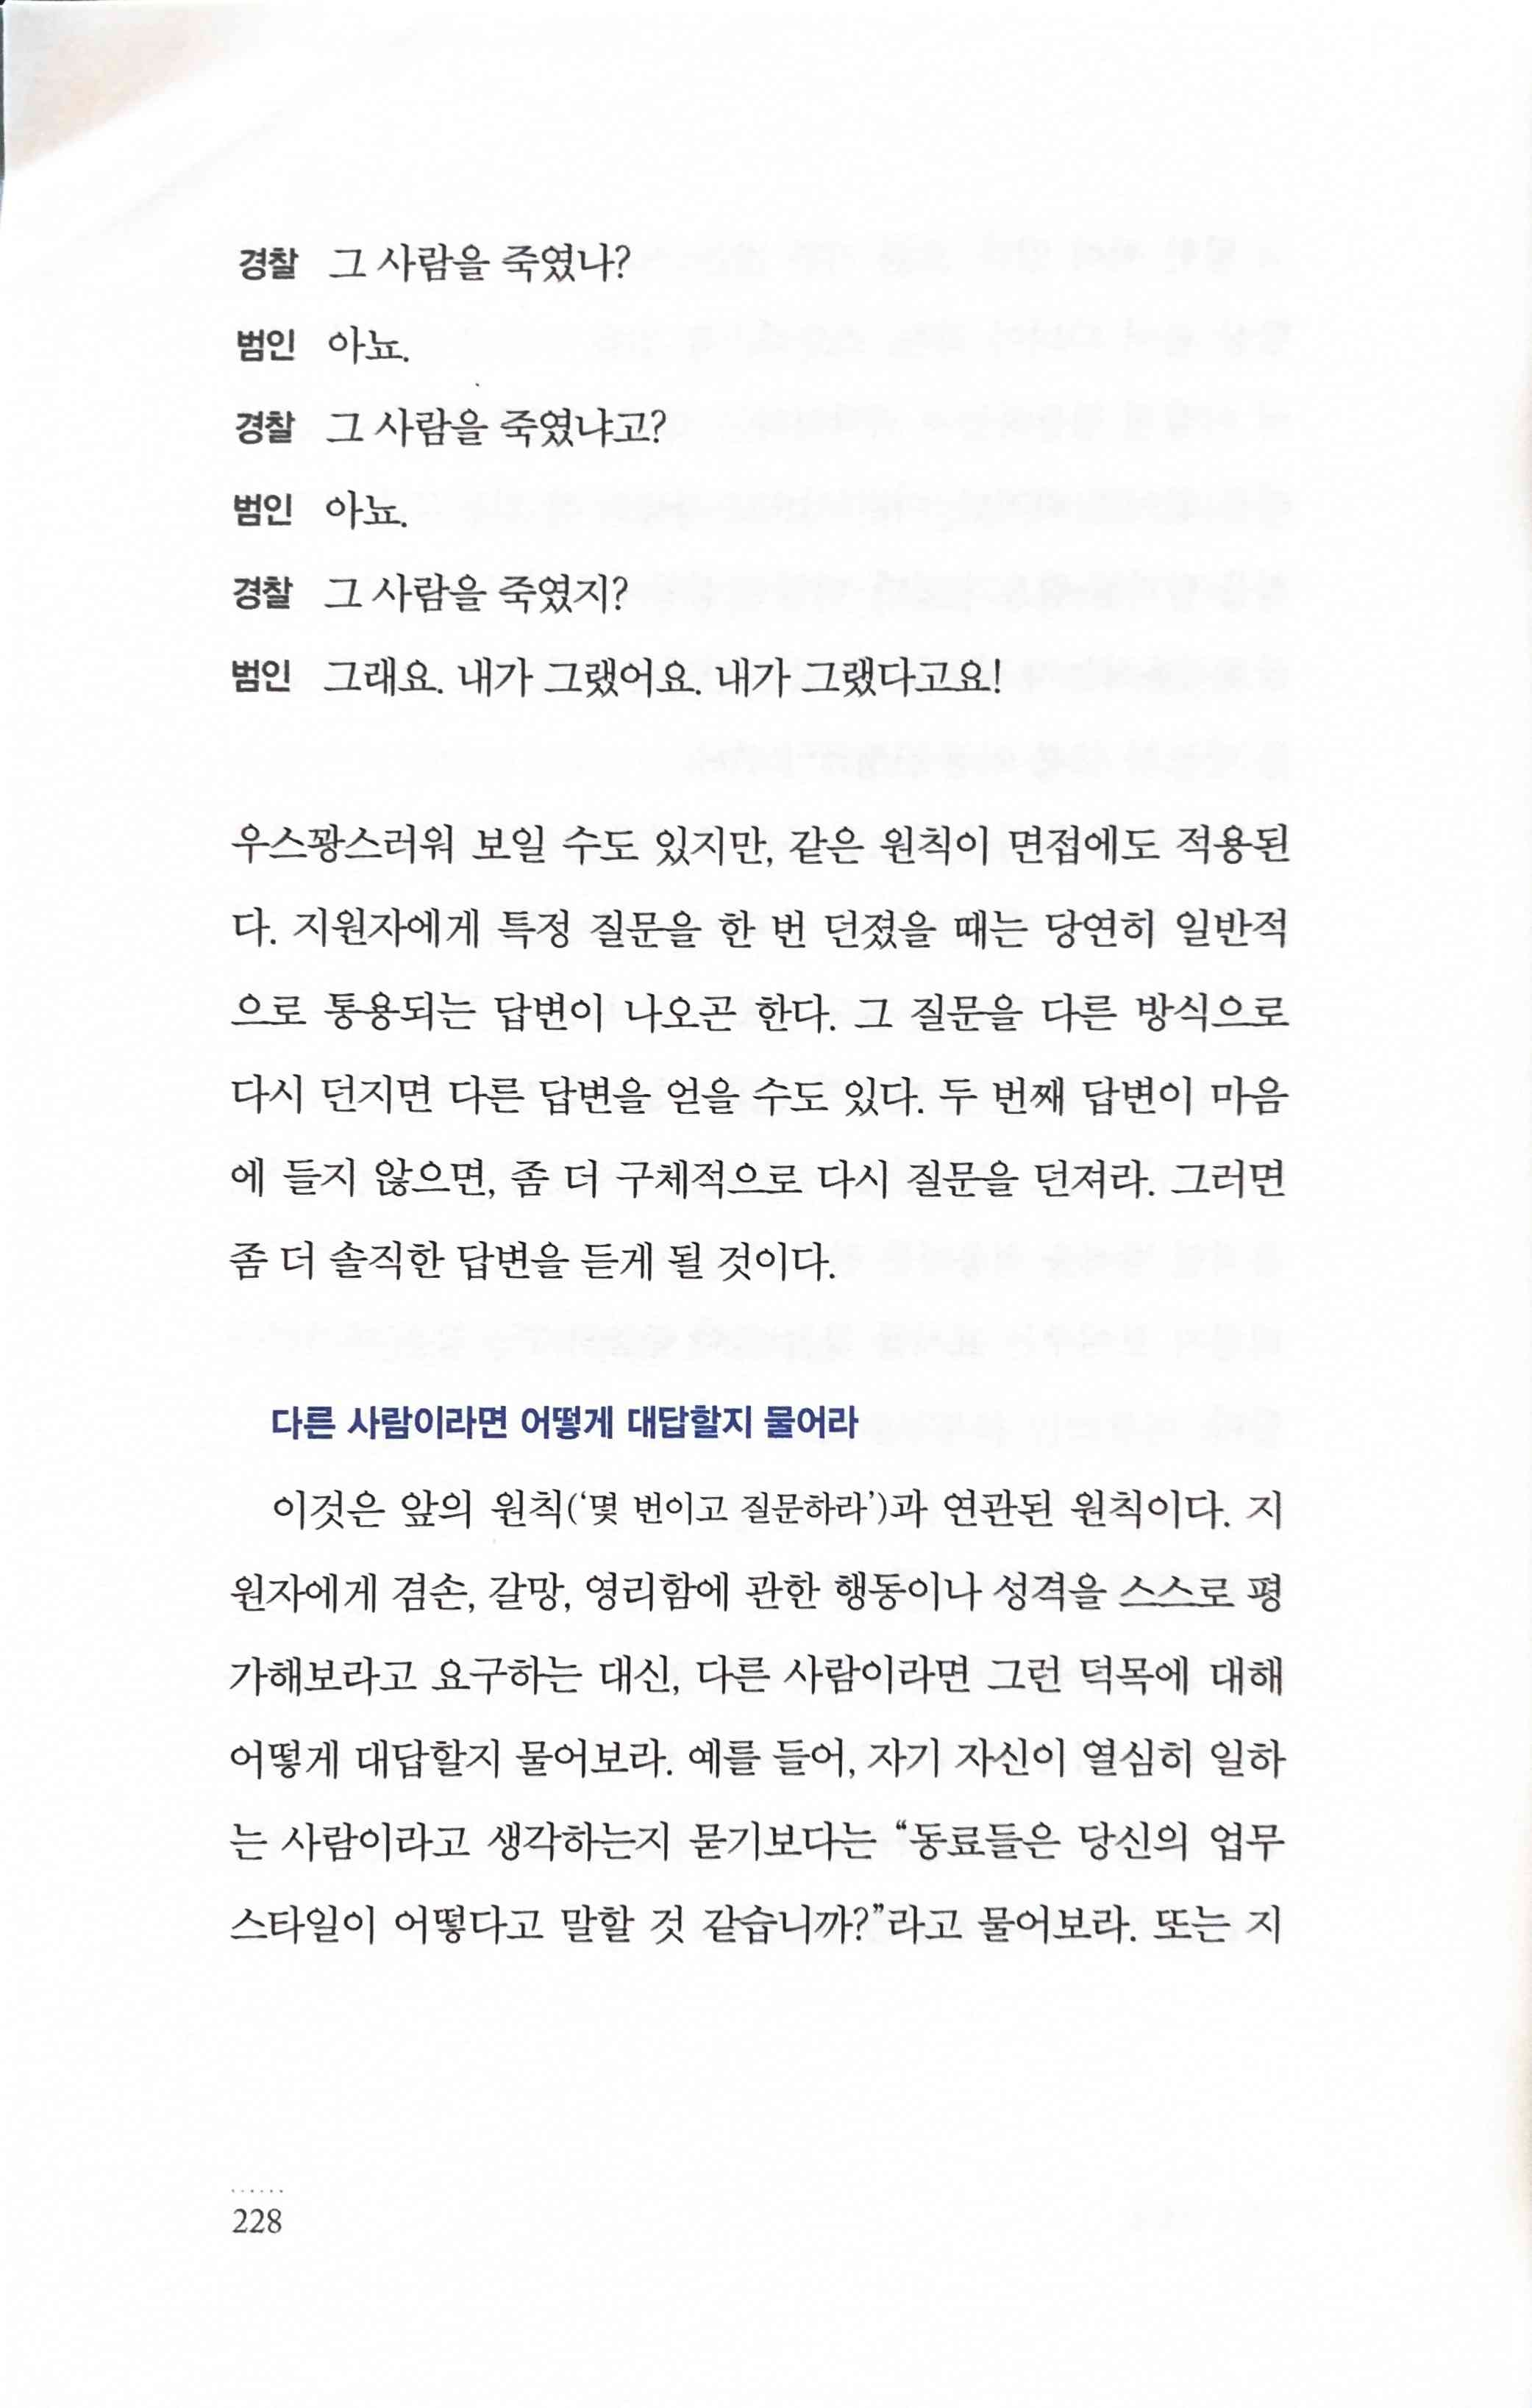 경찰 그 사람을 죽였나?
범인 아뇨.
경찰 그 사람을 죽였냐고?
범인 아뇨.
경찰 그 사람을 죽였지?
범인 그래요. 내가 그랬어요. 내가 그랬다고요!
우스꽝스러워 보일 수도 있지만, 같은 원칙이 면접에도 적용된
다. 지원자에게 특정 질문을 한 번 던졌을 때는 당연히 일반적
으로 통용되는 답변이 나오곤 한다. 그 질문을 다른 방식으로
다시 던지면 다른 답변을 얻을 수도 있다. 두 번째 답변이 마음
에 들지 않으면, 좀 더 구체적으로 다시 질문을 던져라. 그러면
좀 더 솔직한 답변을 듣게 될 것이다.
다른 사람이라면 어떻게 대답할지 물어라
이것은 앞의 원칙(‘몇 번이고 질문하라’)과 연관된 원칙이다. 지
원자에게 겸손, 갈망, 영리함에 관한 행동이나 성격을 스스로 평
가해보라고 요구하는 대신, 다른 사람이라면 그런 덕목에 대해
어떻게 대답할지 물어보라. 예를 들어, 자기 자신이 열심히 일하
는 사람이라고 생각하는지 묻기보다는 “동료들은 당신의 업무
스타일이 어떻다고 말할 것 같습니까?”라고 물어보라. 또는 지
228